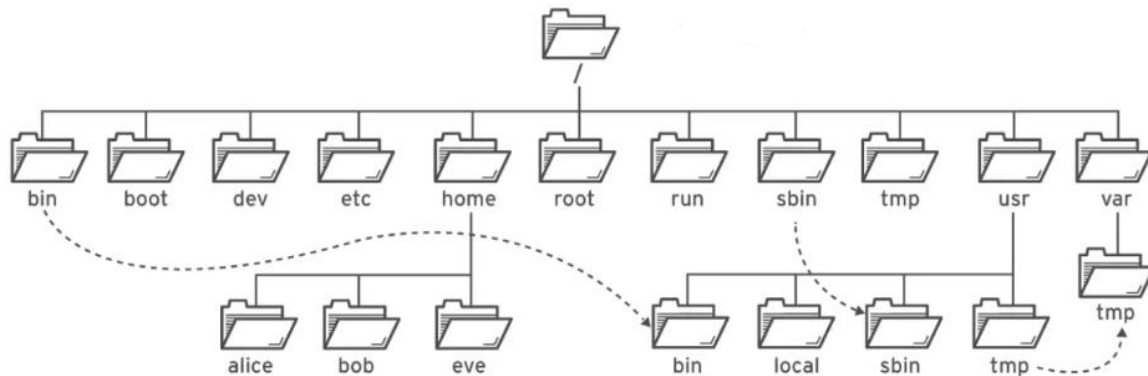 /
bin boot dev etc home root run sbin tmp usr var
tmp
alice bob eve bin local sbin tmp